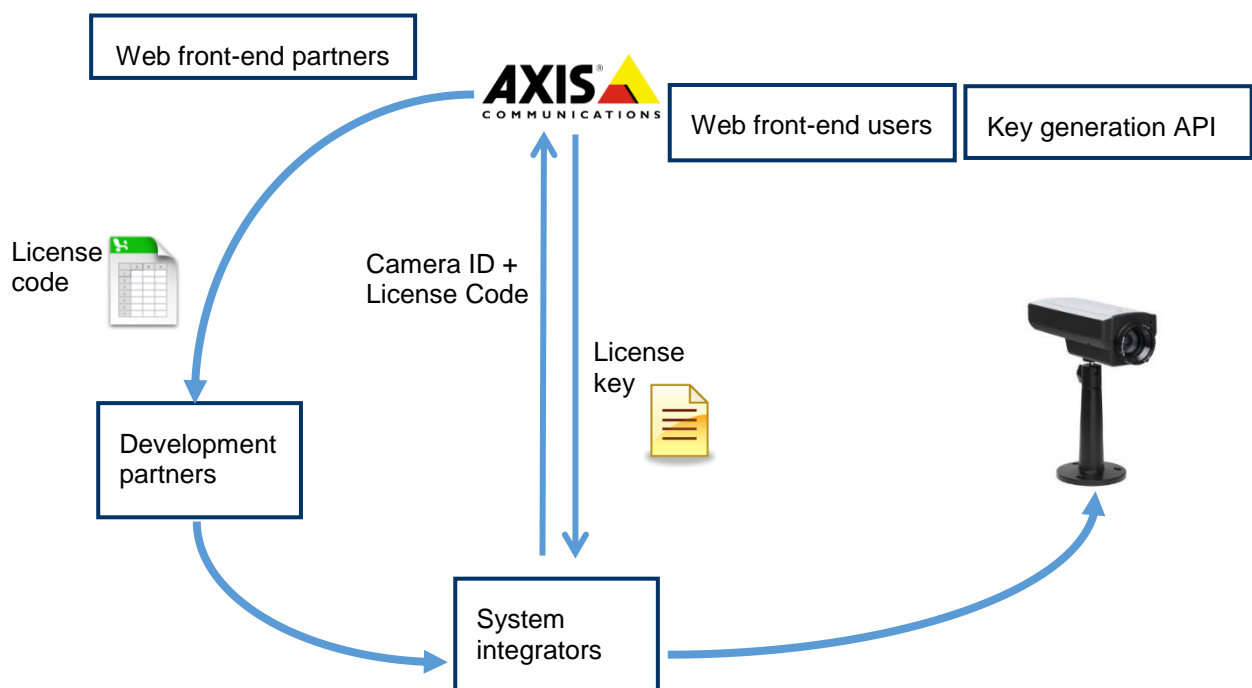 Web front-end partners
AXIS®
COMMUNICATIONS
Web front-end users
Key generation API
License
code
Camera ID +
License Code
License
key
Development
partners
System
integrators